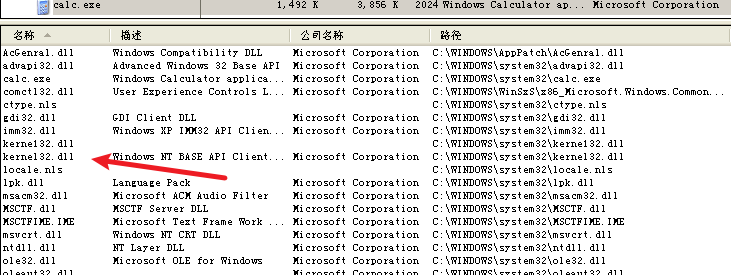 calc.exe 1,492 K 3,856 K 2024 Windows Calculator ap... Microsoft Corporation
名称 描述 公司名称 路径
AcGenral.dll Windows Compatibility DLL Microsoft Corporation C:\WINDOWS\AppPatch\AcGenral.dll
advapi32.dll Advanced Windows 32 Base API Microsoft Corporation C:\WINDOWS\system32\advapi32.dll
calc.exe Windows Calculator applica... Microsoft Corporation C:\WINDOWS\system32\calc.exe
comctl32.dll User Experience Controls L... Microsoft Corporation C:\WINDOWS\WinSxS\x86_Microsoft.Windows.Common...
ctype.nls C:\WINDOWS\system32\ctype.nls
gdi32.dll GDI Client DLL Microsoft Corporation C:\WINDOWS\system32\gdi32.dll
imm32.dll Windows XP IMM32 API Clien... Microsoft Corporation C:\WINDOWS\system32\imm32.dll
kerne132.dll C:\WINDOWS\system32\kerne132.dll
kernel32.dll Windows NT BASE API Client... Microsoft Corporation C:\WINDOWS\system32\kernel32.dll
locale.nls C:\WINDOWS\system32\locale.nls
lpk.dll Language Pack Microsoft Corporation C:\WINDOWS\system32\lpk.dll
msacm32.dll Microsoft ACM Audio Filter Microsoft Corporation C:\WINDOWS\system32\msacm32.dll
MSCTF.dll MSCTF Server DLL Microsoft Corporation C:\WINDOWS\system32\MSCTF.dll
MSCTFIME.IME Microsoft Text Frame Work ... Microsoft Corporation C:\WINDOWS\system32\MSCTFIME.IME
msvcrt.dll Windows NT CRT DLL Microsoft Corporation C:\WINDOWS\system32\msvcrt.dll
ntdll.dll NT Layer DLL Microsoft Corporation C:\WINDOWS\system32\ntdll.dll
ole32.dll Microsoft OLE for Windows Microsoft Corporation C:\WINDOWS\system32\ole32.dll
oleaut32.dll Microsoft Corporation C:\WINDOWS\system32\oleaut32.dll